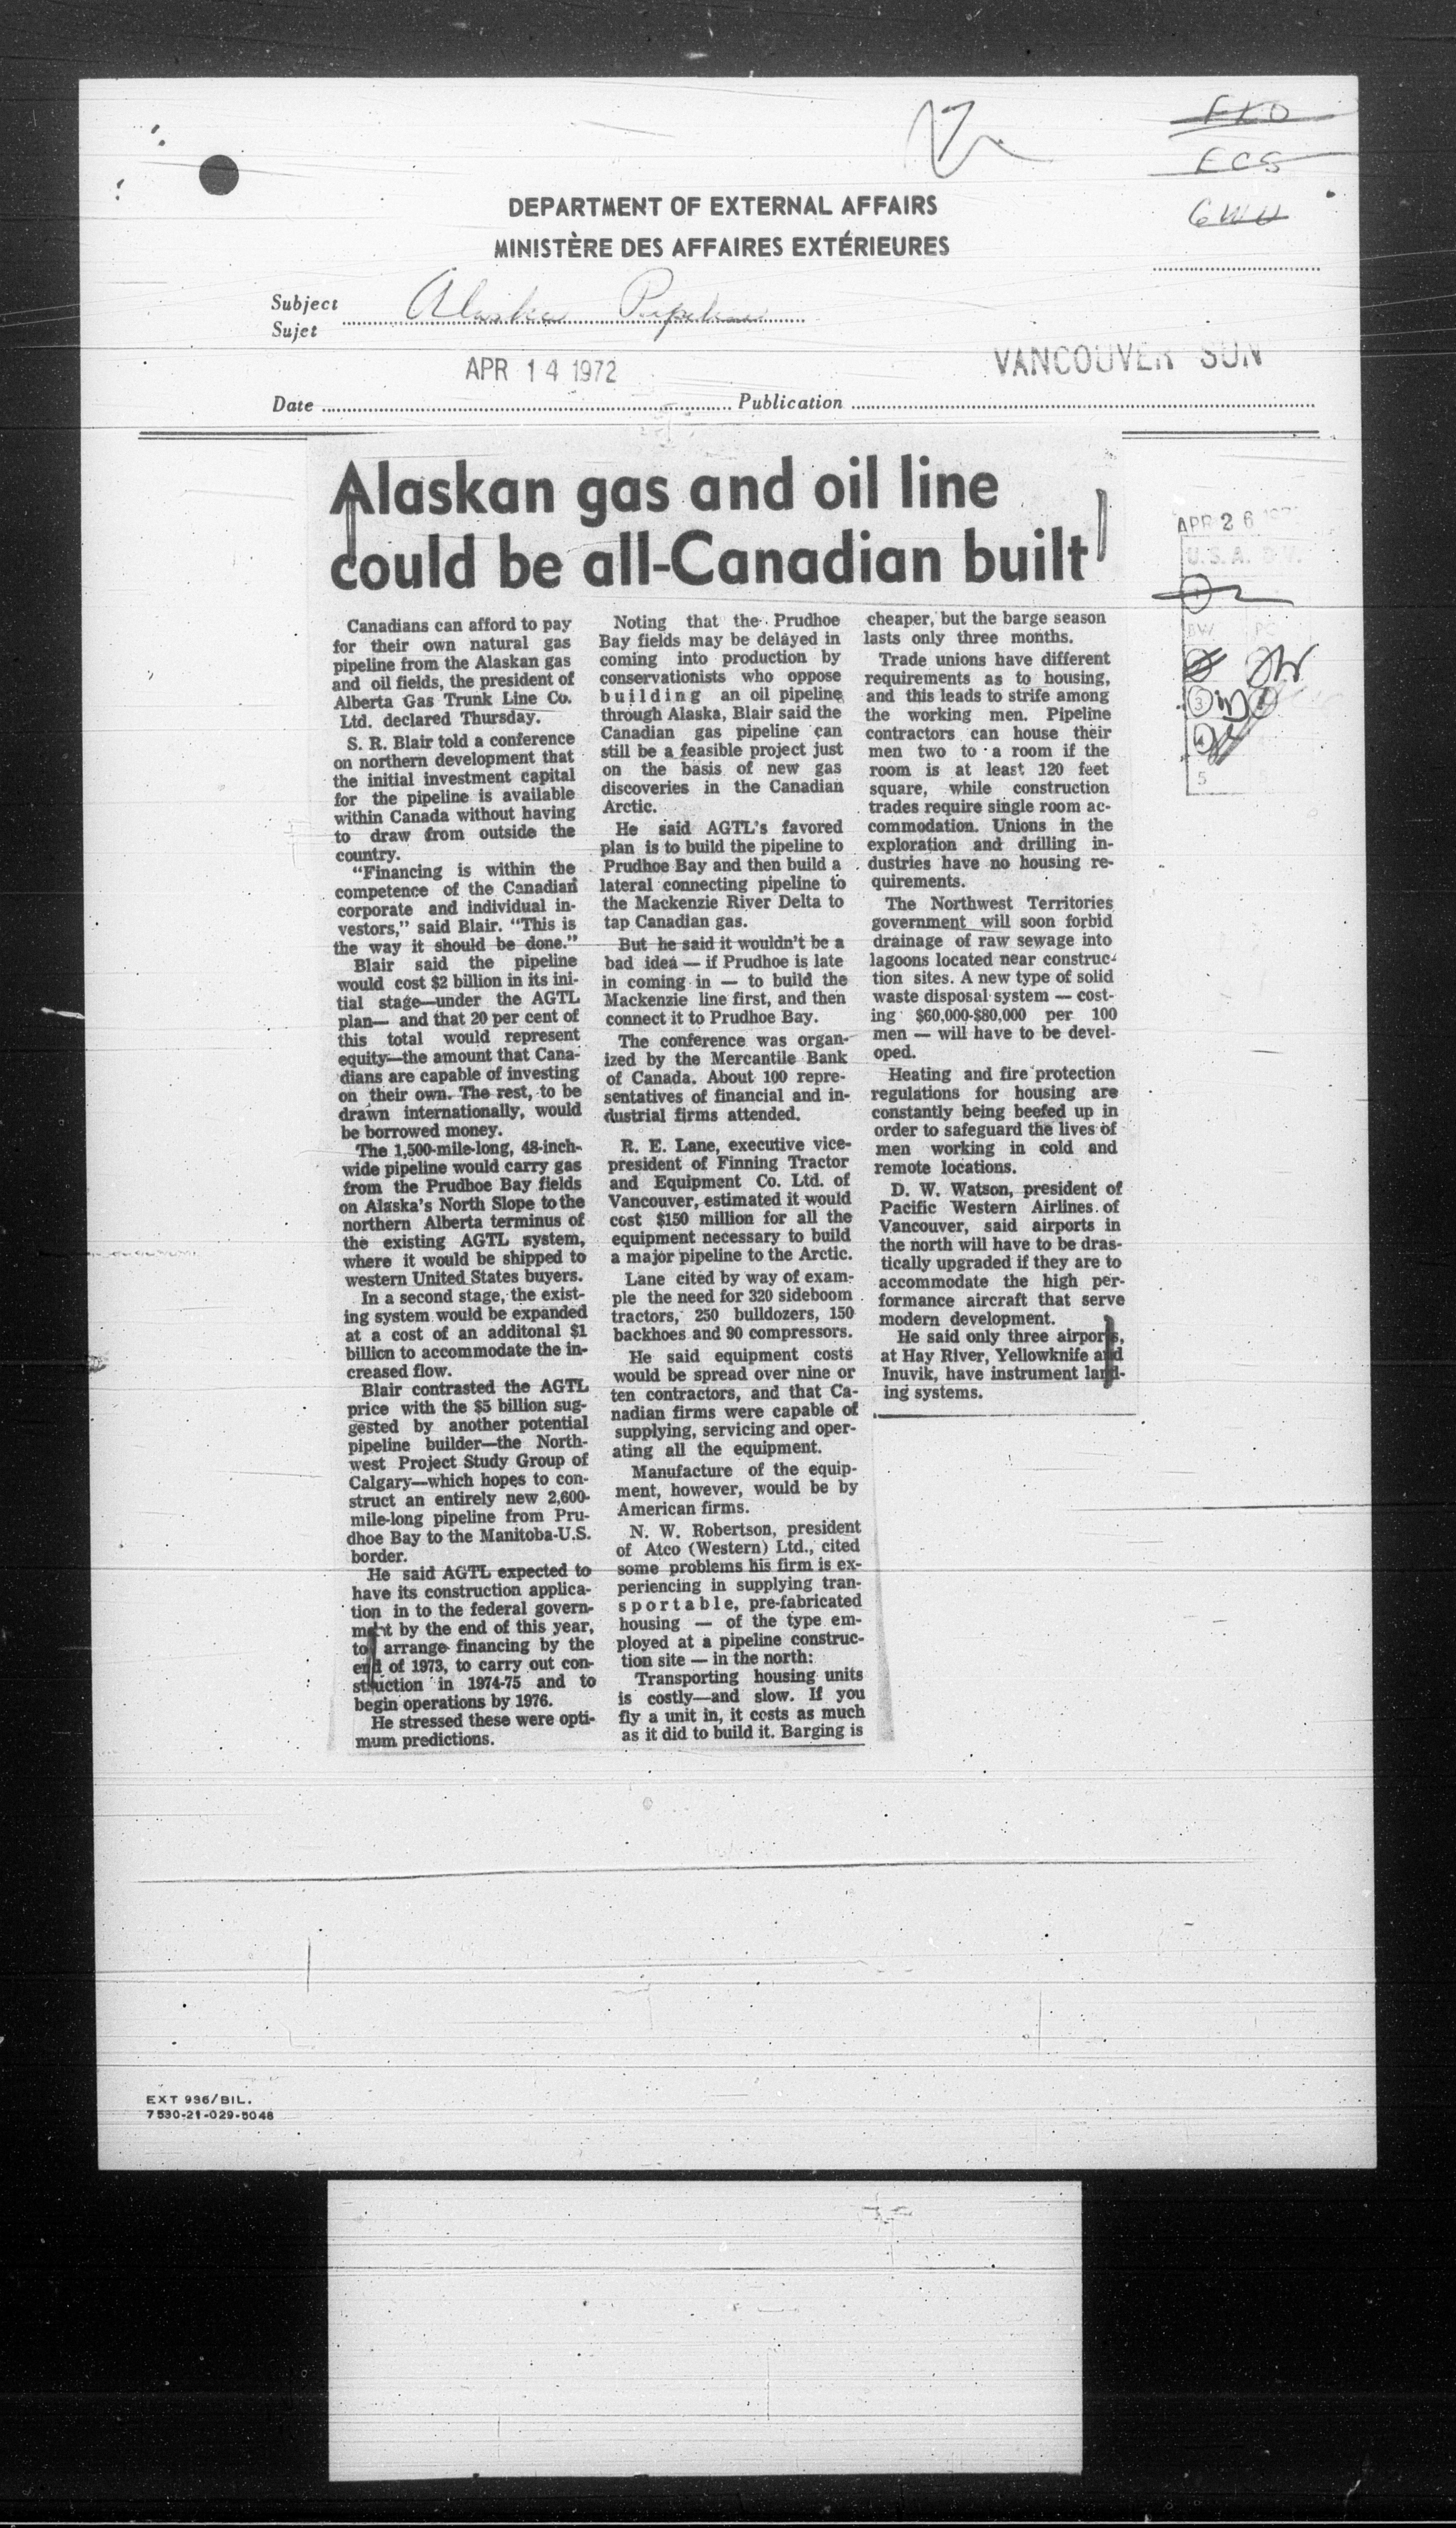 FLO
ECS
GWU
DEPARTMENT OF EXTERNAL AFFAIRS
MINISTÈRE DES AFFAIRES EXTÉRIEURES
Subject
Sujet
Alaska Pipeline
APR 14 1972
VANCOUVER SUN
Date
Publication
Alaskan gas and oil line
could be all-Canadian built
APR 26
U.S.A. DIV.
1
BW
PC
3
4
5
Canadians can afford to pay
for their own natural gas
pipeline from the Alaskan gas
and oil fields, the president of
Alberta Gas Trunk Line Co.
Ltd. declared Thursday.
S. R. Blair told a conference
on northern development that
the initial investment capital
for the pipeline is available
within Canada without having
to draw from outside the
country.
“Financing is within the
competence of the Canadian
corporate and individual in-
vestors,” said Blair. “This is
the way it should be done.”
Blair said the pipeline
would cost $2 billion in its ini-
tial stage—under the AGTL
plan— and that 20 per cent of
this total would represent
equity—the amount that Cana-
dians are capable of investing
on their own. The rest, to be
drawn internationally, would
be borrowed money.
The 1,500-mile-long, 48-inch-
wide pipeline would carry gas
from the Prudhoe Bay fields
on Alaska's North Slope to the
northern Alberta terminus of
the existing AGTL system,
where it would be shipped to
western United States buyers.
In a second stage, the exist-
ing system would be expanded
at a cost of an additonal $1
billion to accommodate the in-
creased flow.
Blair contrasted the AGTL
price with the $5 billion sug-
gested by another potential
pipeline builder—the North-
west Project Study Group of
Calgary—which hopes to con-
struct an entirely new 2,600-
mile-long pipeline from Pru-
dhoe Bay to the Manitoba-U.S.
border.
He said AGTL expected to
have its construction applica-
tion in to the federal govern-
ment by the end of this year,
to arrange financing by the
end of 1973, to carry out con-
struction in 1974-75 and to
begin operations by 1976.
He stressed these were opti-
mum predictions.
Noting that the Prudhoe
Bay fields may be delayed in
coming into production by
conservationists who oppose
building an oil pipeline
through Alaska, Blair said the
Canadian gas pipeline can
still be a feasible project just
on the basis of new gas
discoveries in the Canadian
Arctic.
He said AGTL's favored
plan is to build the pipeline to
Prudhoe Bay and then build a
lateral connecting pipeline to
the Mackenzie River Delta to
tap Canadian gas.
But he said it wouldn't be a
bad idea — if Prudhoe is late
in coming in — to build the
Mackenzie line first, and then
connect it to Prudhoe Bay.
The conference was organ-
ized by the Mercantile Bank
of Canada. About 100 repre-
sentatives of financial and in-
dustrial firms attended.
R. E. Lane, executive vice-
president of Finning Tractor
and Equipment Co. Ltd. of
Vancouver, estimated it would
cost $150 million for all the
equipment necessary to build
a major pipeline to the Arctic.
Lane cited by way of exam-
ple the need for 320 sideboom
tractors, 250 bulldozers, 150
backhoes and 90 compressors.
He said equipment costs
would be spread over nine or
ten contractors, and that Ca-
nadian firms were capable of
supplying, servicing and oper-
ating all the equipment.
Manufacture of the equip-
ment, however, would be by
American firms.
N. W. Robertson, president
of Atco (Western) Ltd., cited
some problems his firm is ex-
periencing in supplying tran-
sportable, pre-fabricated
housing — of the type em-
ployed at a pipeline construc-
tion site — in the north:
Transporting housing units
is costly—and slow. If you
fly a unit in, it costs as much
as it did to build it. Barging is
cheaper, but the barge season
lasts only three months.
Trade unions have different
requirements as to housing,
and this leads to strife among
the working men. Pipeline
contractors can house their
men two to a room if the
room is at least 120 feet
square, while construction
trades require single room ac-
commodation. Unions in the
exploration and drilling in-
dustries have no housing re-
quirements.
The Northwest Territories
government will soon forbid
drainage of raw sewage into
lagoons located near construc-
tion sites. A new type of solid
waste disposal system — cost-
ing $60,000-$80,000 per 100
men — will have to be devel-
oped.
Heating and fire protection
regulations for housing are
constantly being beefed up in
order to safeguard the lives of
men working in cold and
remote locations.
D. W. Watson, president of
Pacific Western Airlines of
Vancouver, said airports in
the north will have to be dras-
tically upgraded if they are to
accommodate the high per-
formance aircraft that serve
modern development.
He said only three airports,
at Hay River, Yellowknife and
Inuvik, have instrument land-
ing systems.
EXT 936/BIL.
7530-21-029-5048